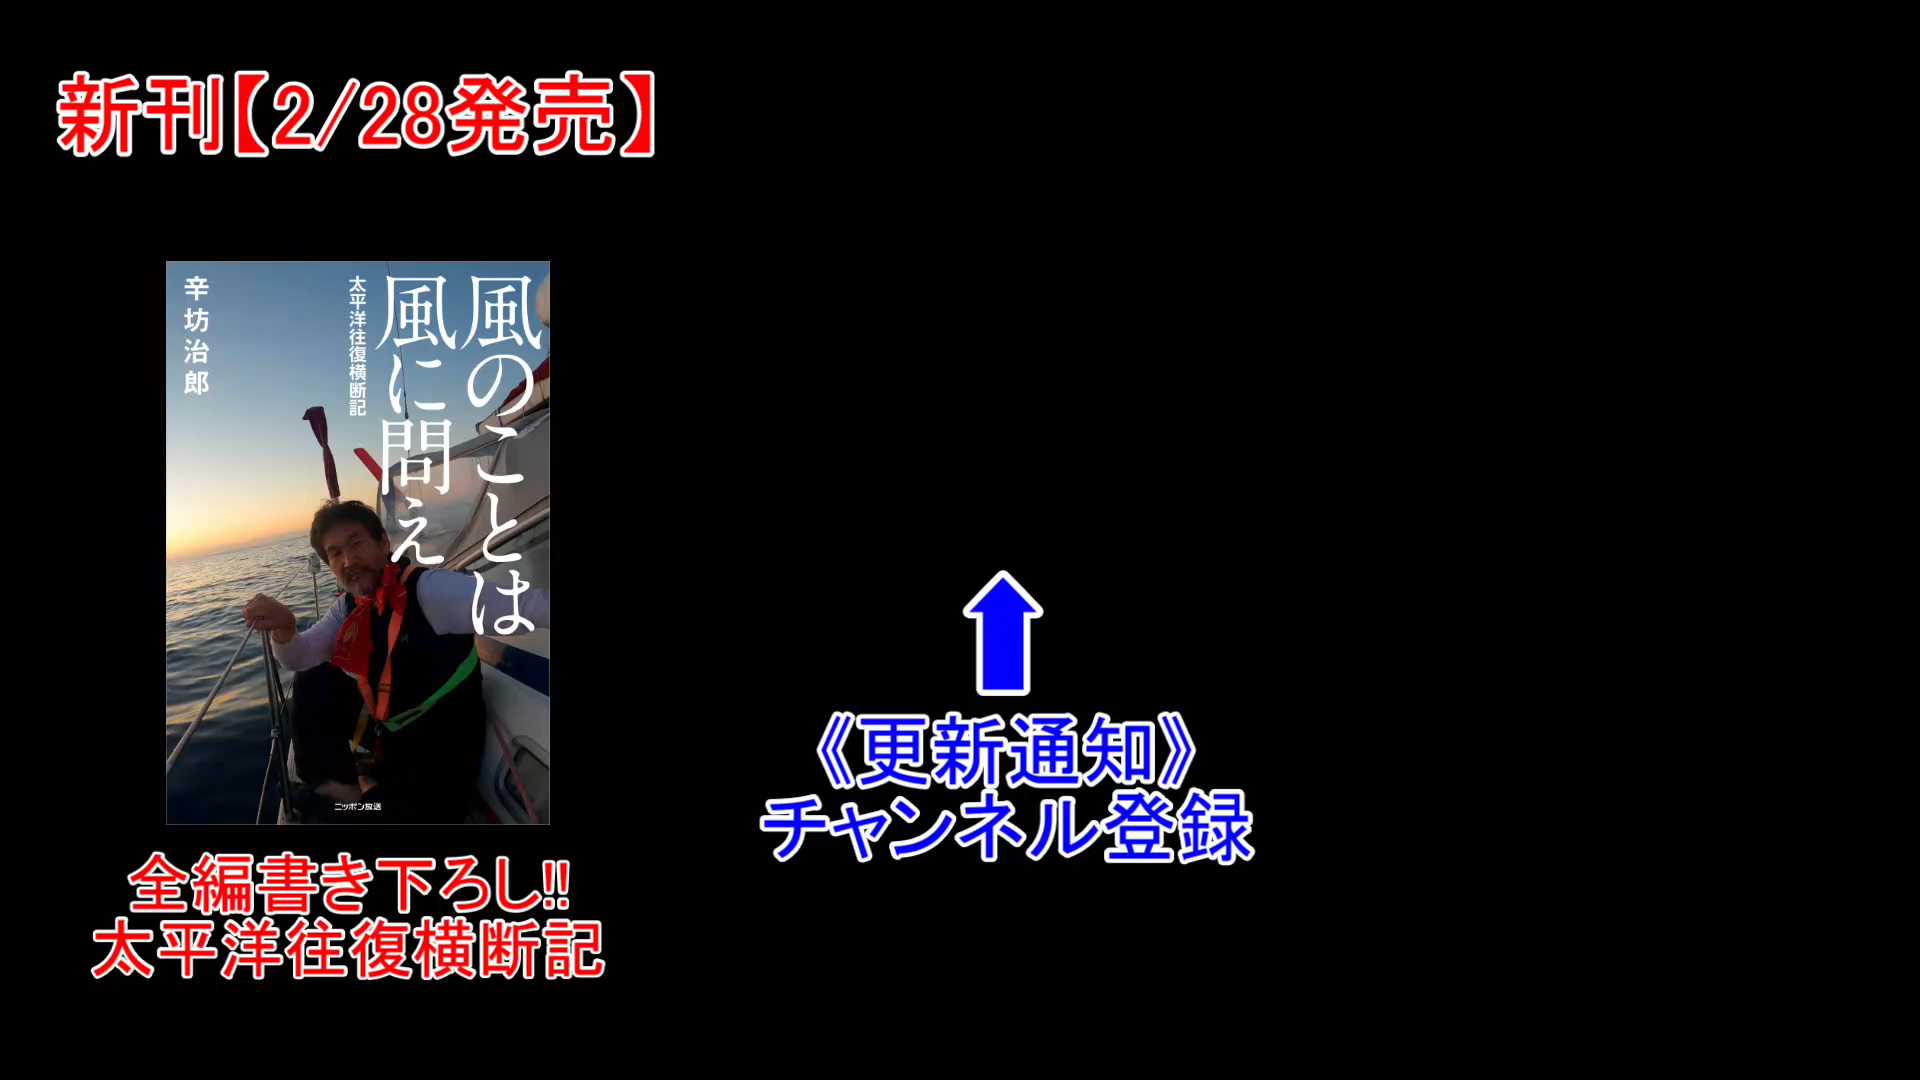 新刊【2/28発売】
風のことは
風に問え
太平洋往復横断記
辛坊治郎
ニッポン放送
全編書き下ろし!!
太平洋往復横断記
《更新通知》
チャンネル登録